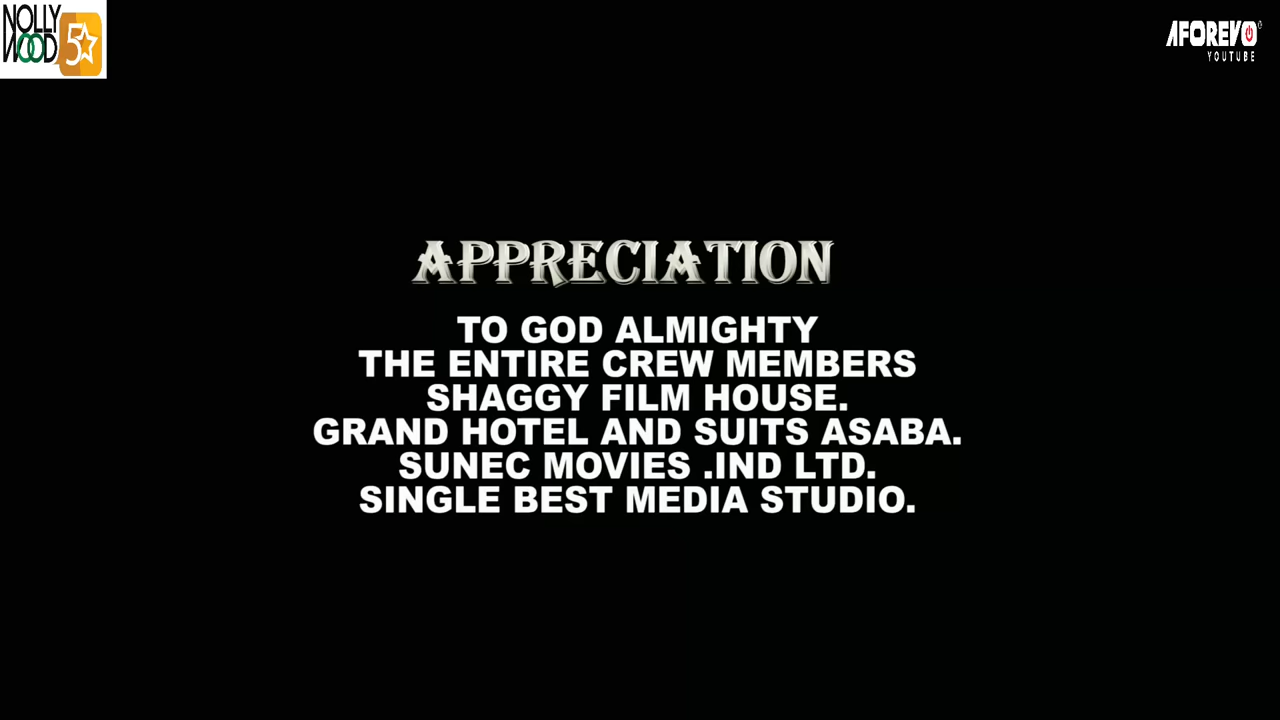 NOLLY
WOOD
5
AFOREVO
YOUTUBE
APPRECIATION
TO GOD ALMIGHTY
THE ENTIRE CREW MEMBERS
SHAGGY FILM HOUSE.
GRAND HOTEL AND SUITS ASABA.
SUNEC MOVIES .IND LTD.
SINGLE BEST MEDIA STUDIO.